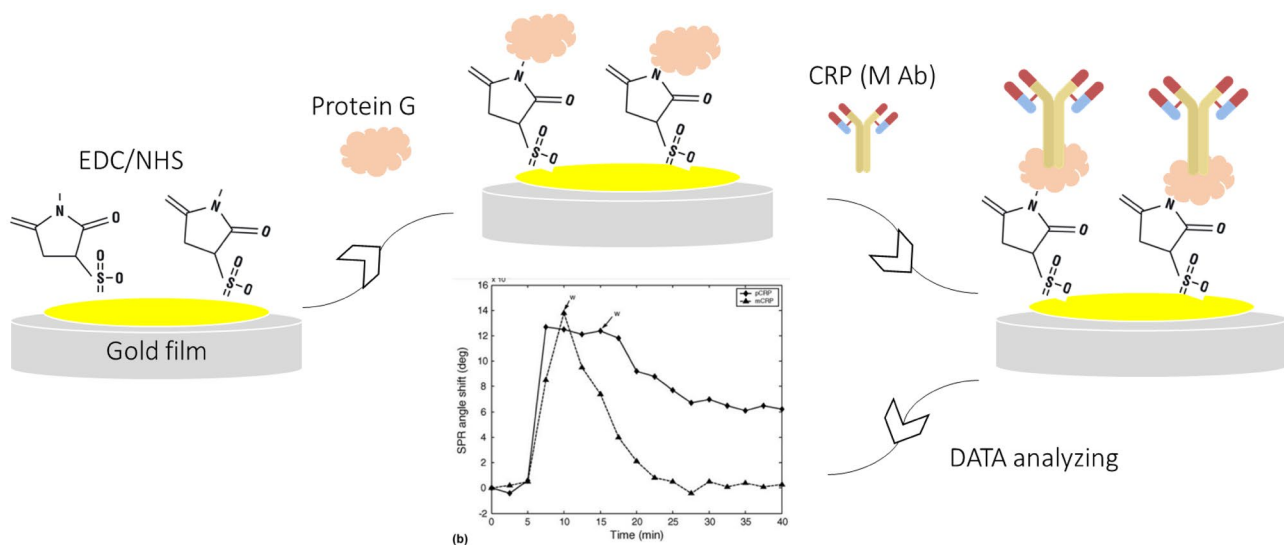 EDC/NHS
N
O
S
O
O
N
O
S
O
O
Gold film
Protein G
N
O
S
O
O
N
O
S
O
O
CRP (M Ab)
N
O
S
O
O
N
O
S
O
O
SPR angle shift (deg)
16
14
12
10
8
6
4
2
0
-2
w
w
pCRP
mCRP
0 5 10 15 20 25 30 35 40
Time (min)
(b)
DATA analyzing